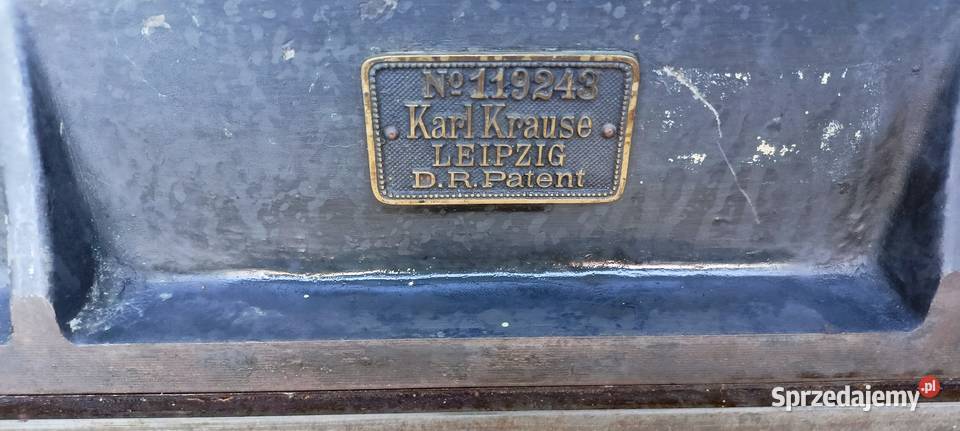 Nº 119243
Karl Krause
LEIPZIG
D.R. Patent
Sprzedajemy.pl